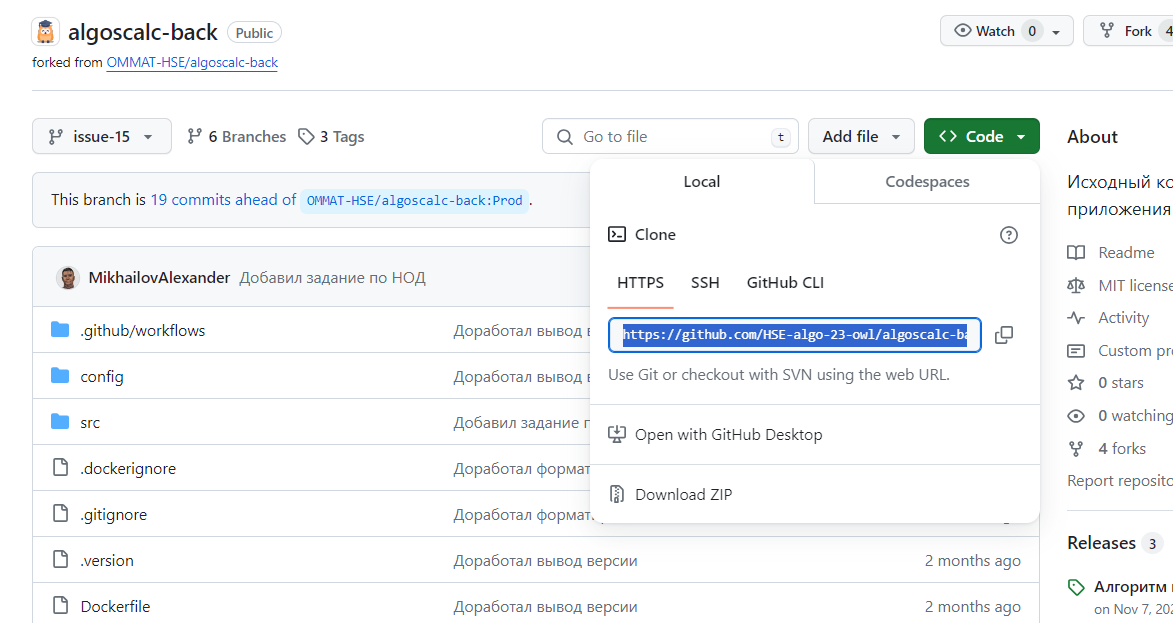 algoscalc-back Public
Watch 0
Fork 4
forked from OMMAT-HSE/algoscalc-back
issue-15
6 Branches
3 Tags
Go to file
t
Add file
Code
About
This branch is 19 commits ahead of OMMAT-HSE/algoscalc-back:Prod.
Local
Codespaces
Исходный
приложения
Clone
HTTPS
SSH
GitHub CLI
https://github.com/HSE-algo-23-owl/algoscalc-ba
Use Git or checkout with SVN using the web URL.
Open with GitHub Desktop
Download ZIP
MikhailovAlexander Добавил задание по НОД
.github/workflows Доработал вывод
config Доработал вывод
src Добавил задание
.dockerignore Доработал формат
.gitignore Доработал формат
.version Доработал вывод версии 2 months ago
Dockerfile Доработал вывод версии 2 months ago
Readme
MIT license
Activity
Custom pr
0 stars
0 watching
4 forks
Report reposito
Releases 3
Алгоритм
on Nov 7, 202